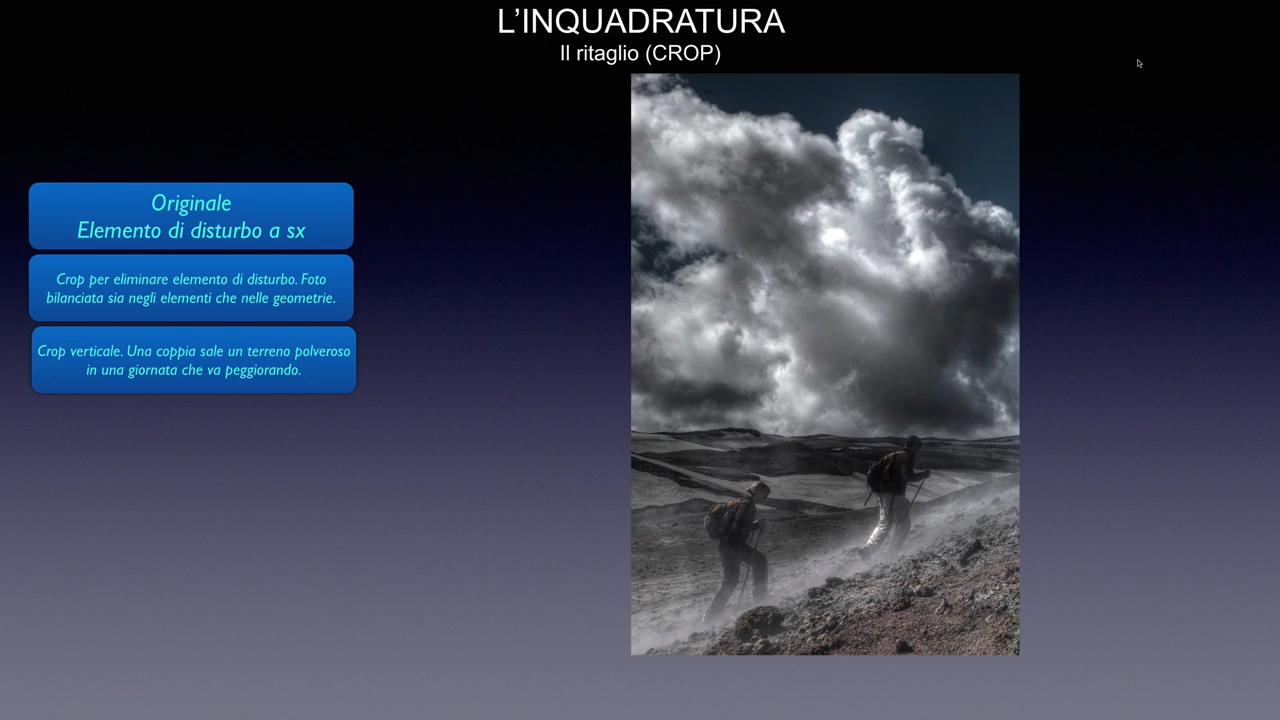 L’INQUADRATURA
Il ritaglio (CROP)
Originale
Elemento di disturbo a sx
Crop per eliminare elemento di disturbo. Foto
bilanciata sia negli elementi che nelle geometrie.
Crop verticale. Una coppia sale un terreno polveroso
in una giornata che va peggiorando.